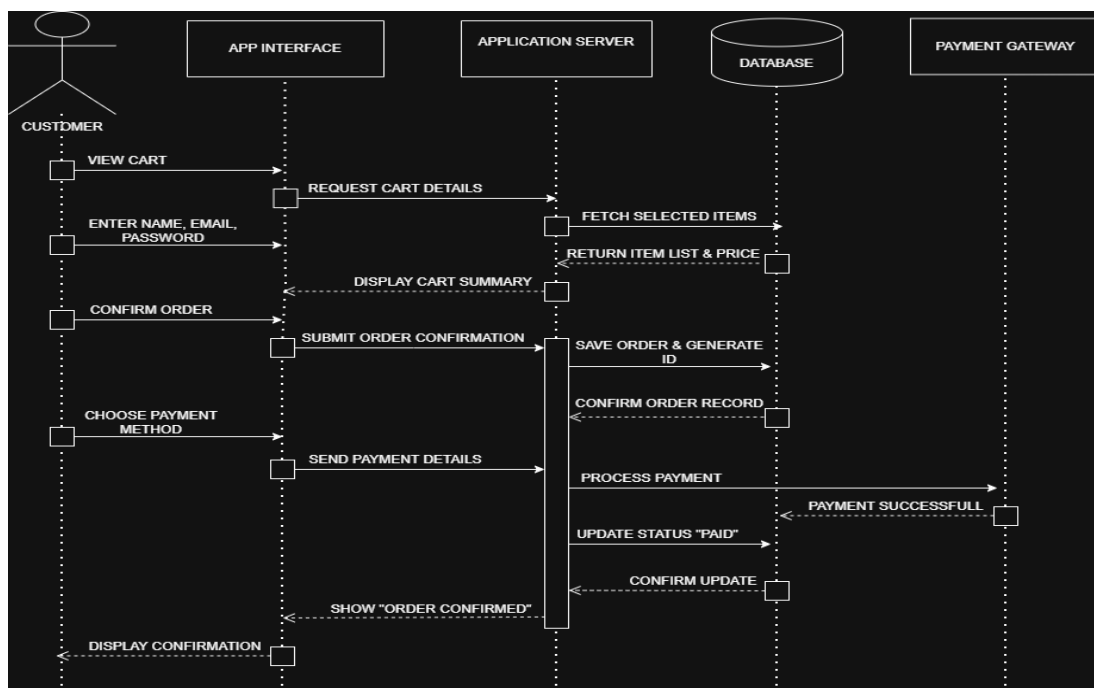 APP INTERFACE
APPLICATION SERVER
DATABASE
PAYMENT GATEWAY
CUSTOMER
VIEW CART
REQUEST CART DETAILS
FETCH SELECTED ITEMS
ENTER NAME, EMAIL,
PASSWORD
RETURN ITEM LIST & PRICE
DISPLAY CART SUMMARY
CONFIRM ORDER
SUBMIT ORDER CONFIRMATION
SAVE ORDER & GENERATE
ID
CONFIRM ORDER RECORD
CHOOSE PAYMENT
METHOD
SEND PAYMENT DETAILS
PROCESS PAYMENT
PAYMENT SUCCESSFULL
UPDATE STATUS "PAID"
CONFIRM UPDATE
SHOW "ORDER CONFIRMED"
DISPLAY CONFIRMATION